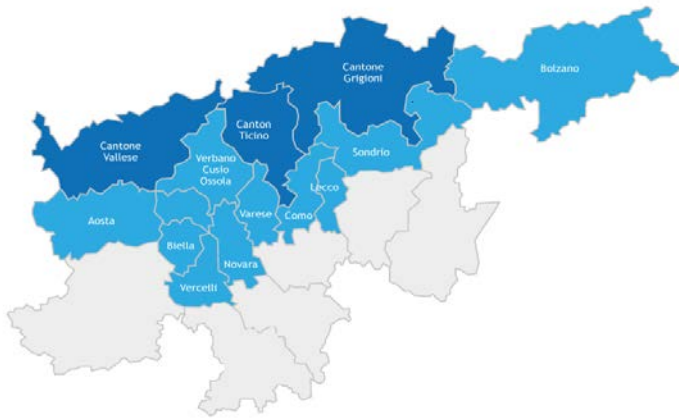 Cantone
Grigioni
Bolzano
Canton
Ticino
Cantone
Vallese
Verbano
Cusio
Ossola
Sondrio
Lecco
Aosta
Varese
Como
Biella
Novara
Vercelli